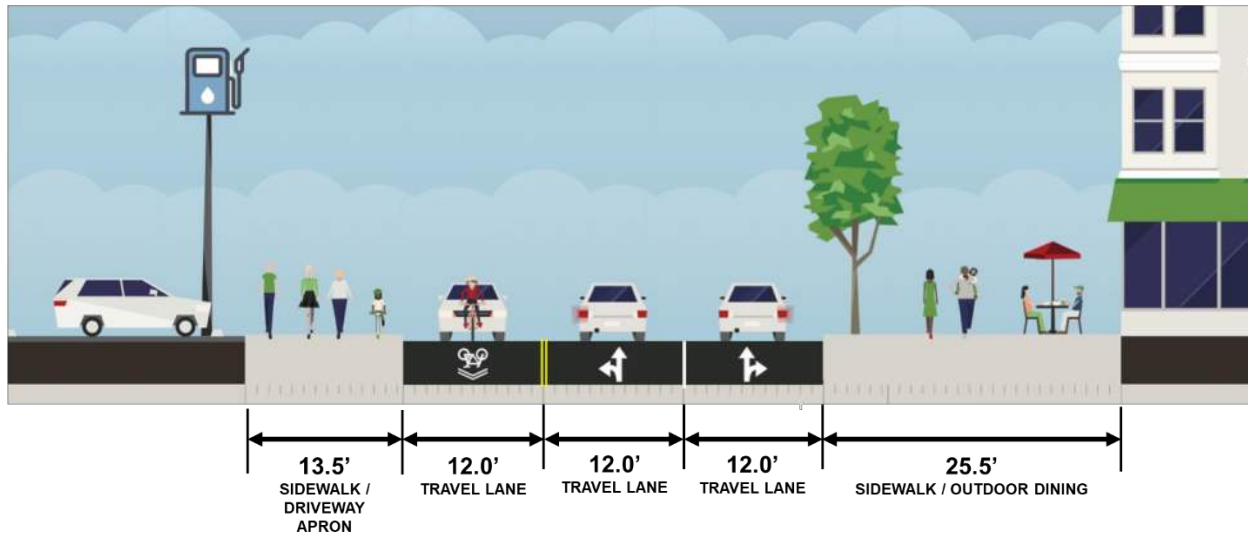 13.5’
SIDEWALK /
DRIVEWAY
APRON
12.0’
TRAVEL LANE
12.0’
TRAVEL LANE
12.0’
TRAVEL LANE
25.5’
SIDEWALK / OUTDOOR DINING